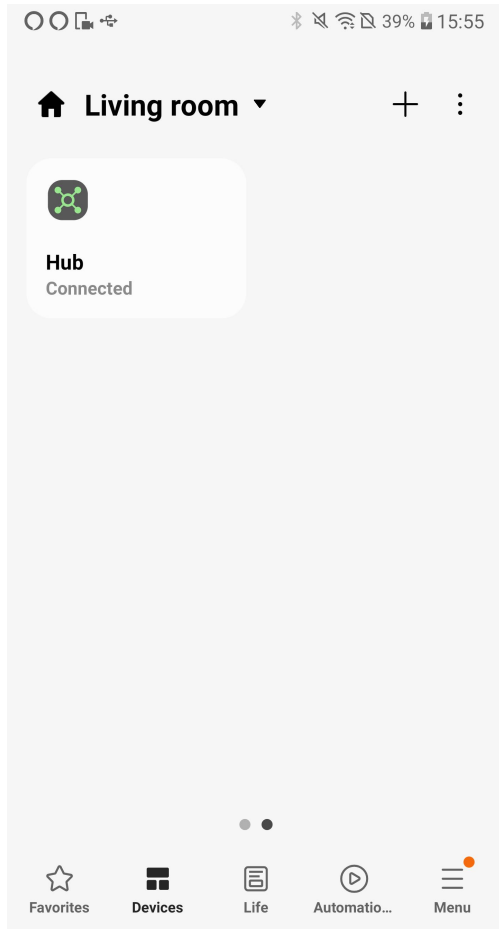 39% 15:55
Living room
Hub
Connected
Favorites Devices Life Automatio... Menu